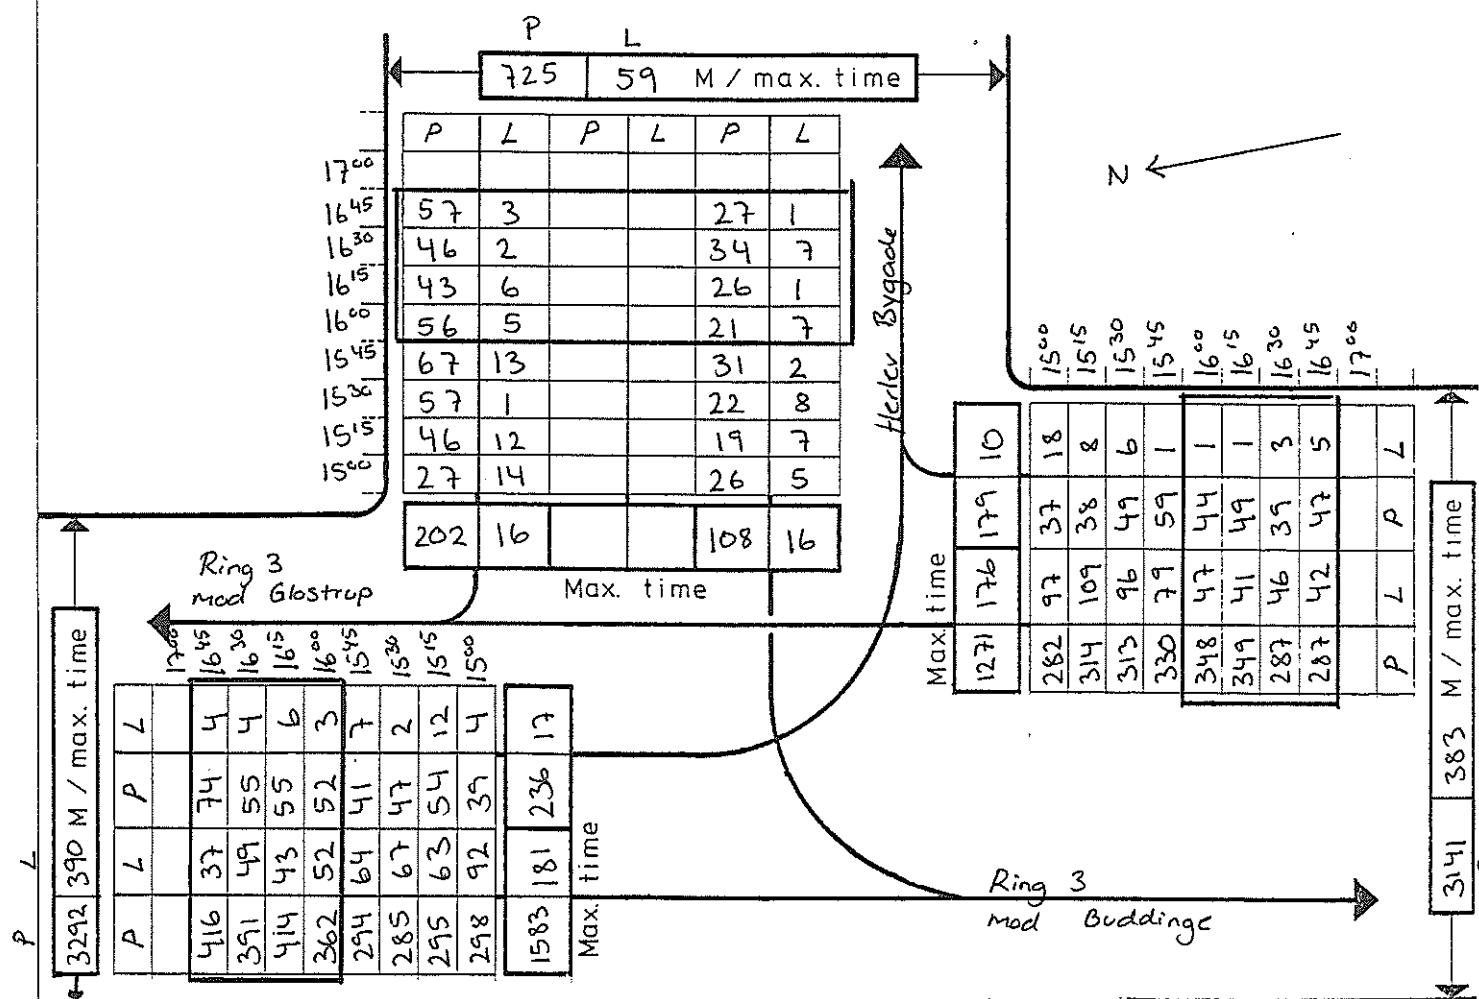 P L
725 59 M / max. time
P L P L P L
17⁰⁰
16⁴⁵ 57 3 27 1
16³⁰ 46 2 34 7
16¹⁵ 43 6 26 1
16⁰⁰ 56 5 21 7
15⁴⁵ 67 13 31 2
15³⁰ 57 1 22 8
15¹⁵ 46 12 19 7
15⁰⁰ 27 14 26 5
202 16 108 16
Max. time
Herlev Bygade
N
15⁰⁰ 15¹⁵ 15³⁰ 15⁴⁵ 16⁰⁰ 16¹⁵ 16³⁰ 16⁴⁵ 17⁰⁰
10 18 8 6 1 1 1 3 5 L
179 37 38 49 59 44 49 39 47 P
176 97 109 96 79 47 41 46 42 L
1271 282 314 313 330 348 349 287 287 P
Max. time
3141 383 M / max. time
Ring 3
mod Glostrup
17⁰⁰ 16⁴⁵ 16³⁰ 16¹⁵ 16⁰⁰ 15⁴⁵ 15³⁰ 15¹⁵ 15⁰⁰
L 4 4 6 3 7 2 12 4 17
P 74 55 55 52 41 47 54 39 236
L 37 49 43 52 64 67 63 92 181
P 416 391 414 362 294 285 295 298 1583
Max. time
P L
3292 390 M / max. time
Ring 3
mod Buddinge